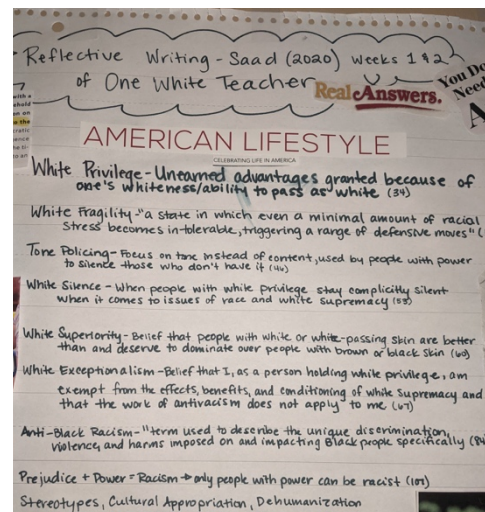 Reflective Writing - Saad (2020) Weeks 1 & 2
of One White Teacher
Real Answers.
You Do
Need
AMERICAN LIFESTYLE
CELEBRATING LIFE IN AMERICA
White Privilege - Unearned advantages granted because of
one's whiteness/ability to pass as white (34)
White Fragility - "a state in which even a minimal amount of racial
stress becomes in-tolerable, triggering a range of defensive moves" (
Tone Policing - Focus on tone instead of content, used by people with power
to silence those who don't have it (46)
White Silence - When people with white privilege stay complicitly silent
when it comes to issues of race and white supremacy (53)
White Superiority - Belief that people with white or white-passing skin are better
than and deserve to dominate over people with brown or black skin (60)
White Exceptionalism - Belief that I, as a person holding white privilege, am
exempt from the effects, benefits, and conditioning of white supremacy and
that the work of antiracism does not apply to me (67)
Anti-Black Racism - "term used to describe the unique discrimination,
violence, and harms imposed on and impacting Black people specifically (84
Prejudice + Power = Racism → only people with power can be racist (101)
Stereotypes, Cultural Appropriation, Dehumanization